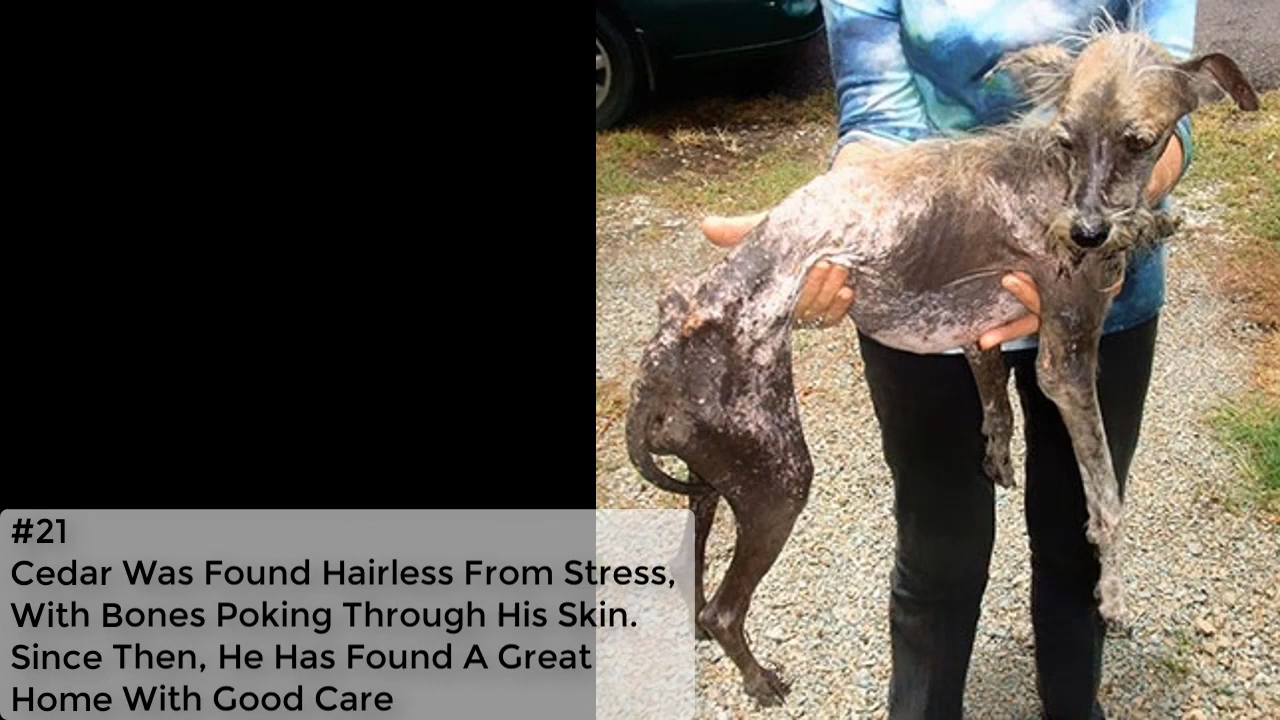 #21
Cedar Was Found Hairless From Stress,
With Bones Poking Through His Skin.
Since Then, He Has Found A Great
Home With Good Care